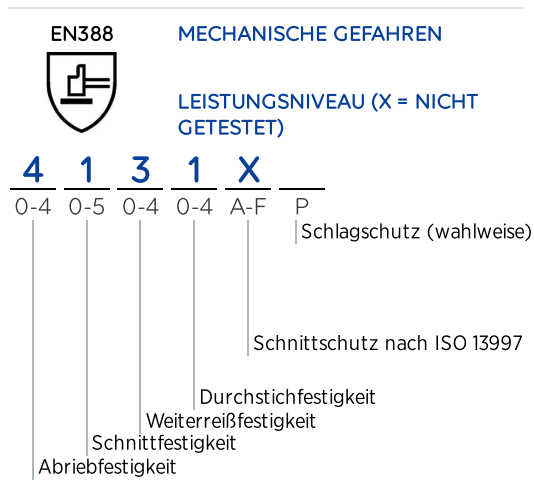 EN388
MECHANISCHE GEFAHREN
LEISTUNGSNIVEAU (X = NICHT
GETESTET)
4 1 3 1 X
0-4 0-5 0-4 0-4 A-F P
Schlagschutz (wahlweise)
Schnittschutz nach ISO 13997
Durchstichfestigkeit
Weiterreißfestigkeit
Schnittfestigkeit
Abriebfestigkeit